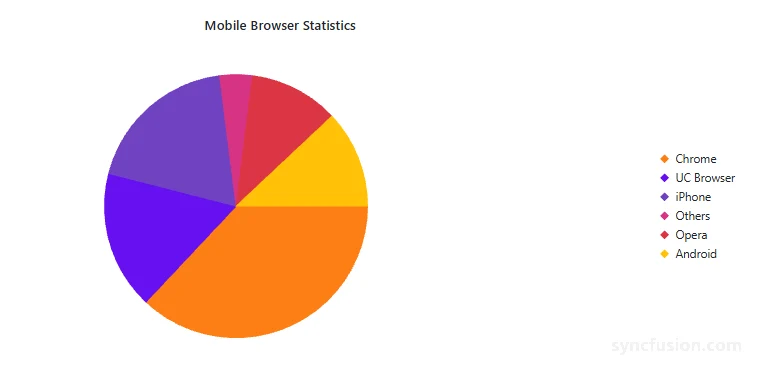 Mobile Browser Statistics
Chrome
UC Browser
iPhone
Others
Opera
Android
syncfusion.com